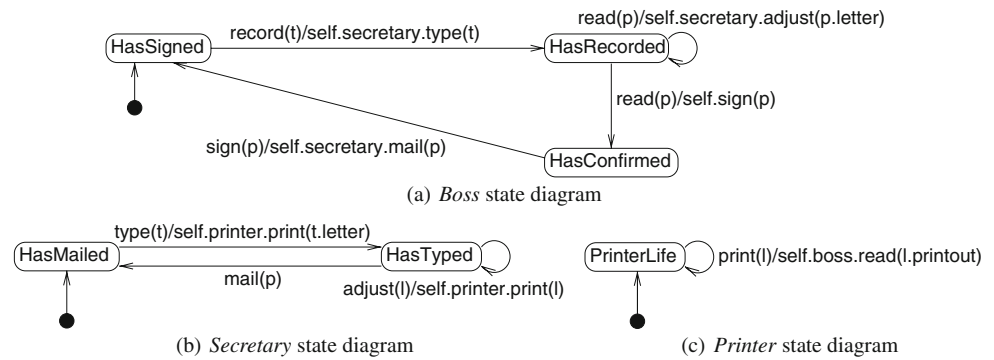 read(p)/self.secretary.adjust(p.letter)
record(t)/self.secretary.type(t)
HasSigned
HasRecorded
read(p)/self.sign(p)
sign(p)/self.secretary.mail(p)
HasConfirmed
(a) Boss state diagram
type(t)/self.printer.print(t.letter)
HasMailed
HasTyped
PrinterLife
print(l)/self.boss.read(l.printout)
mail(p)
adjust(l)/self.printer.print(l)
(b) Secretary state diagram
(c) Printer state diagram